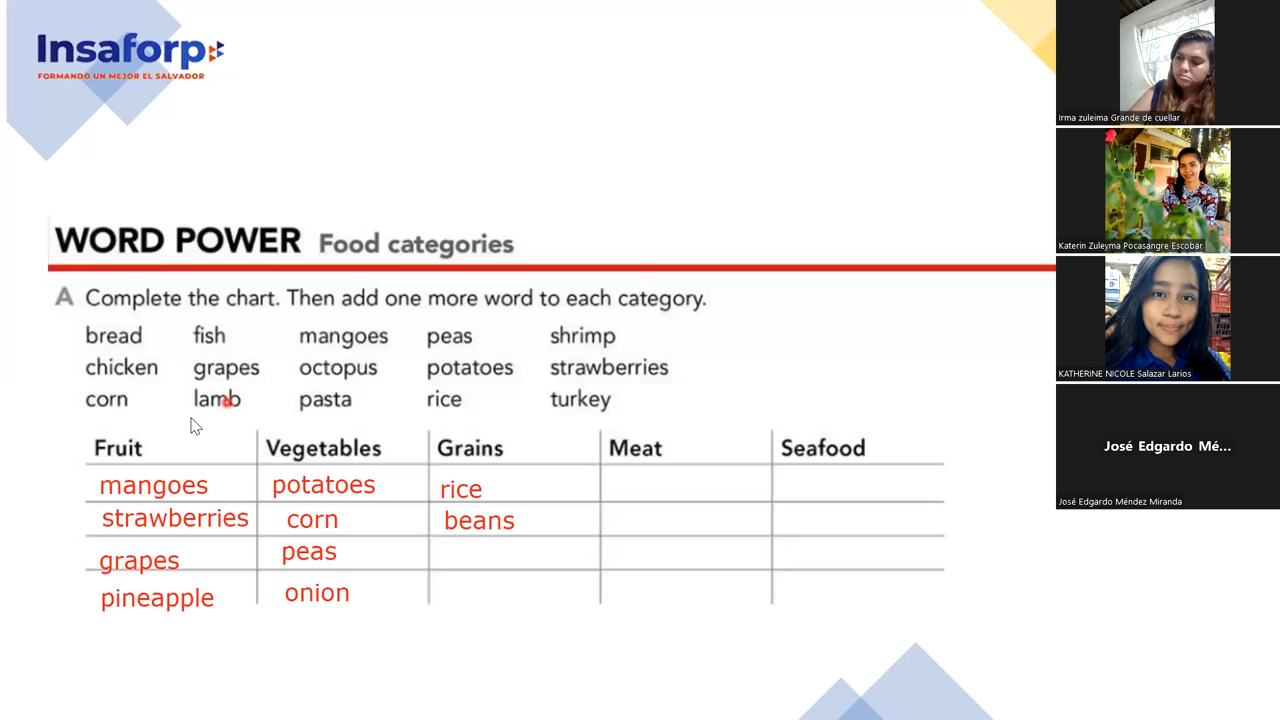 Insaforp
FORMANDO UN MEJOR EL SALVADOR
WORD POWER Food categories
A Complete the chart. Then add one more word to each category.
bread fish mangoes peas shrimp
chicken grapes octopus potatoes strawberries
corn lamb pasta rice turkey
Fruit Vegetables Grains Meat Seafood
mangoes potatoes rice
strawberries corn beans
grapes peas
pineapple onion
Irma zuleima Grande de cuellar
Katerin Zuleyma Pocasangre Escobar
KATHERINE NICOLE Salazar Larios
José Edgardo Mé...
José Edgardo Méndez Miranda